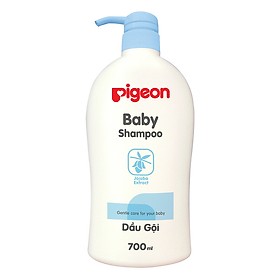 pigeon
Baby
Shampoo
Jojoba
Extract
Gentle care for your baby
Dầu Gội
700ml